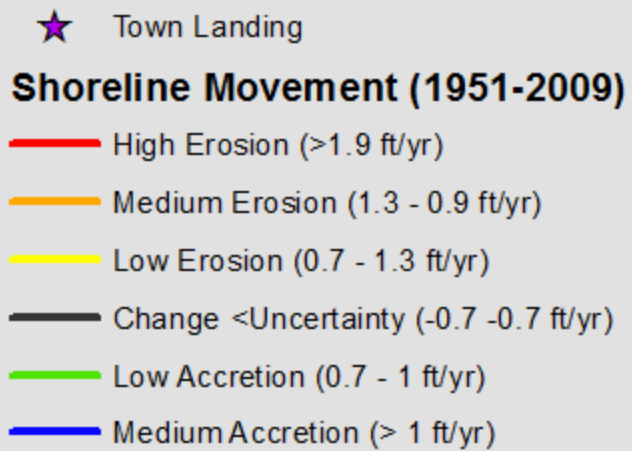 Town Landing
Shoreline Movement (1951-2009)
High Erosion (>1.9 ft/yr)
Medium Erosion (1.3 - 0.9 ft/yr)
Low Erosion (0.7 - 1.3 ft/yr)
Change <Uncertainty (-0.7 -0.7 ft/yr)
Low Accretion (0.7 - 1 ft/yr)
Medium Accretion (> 1 ft/yr)